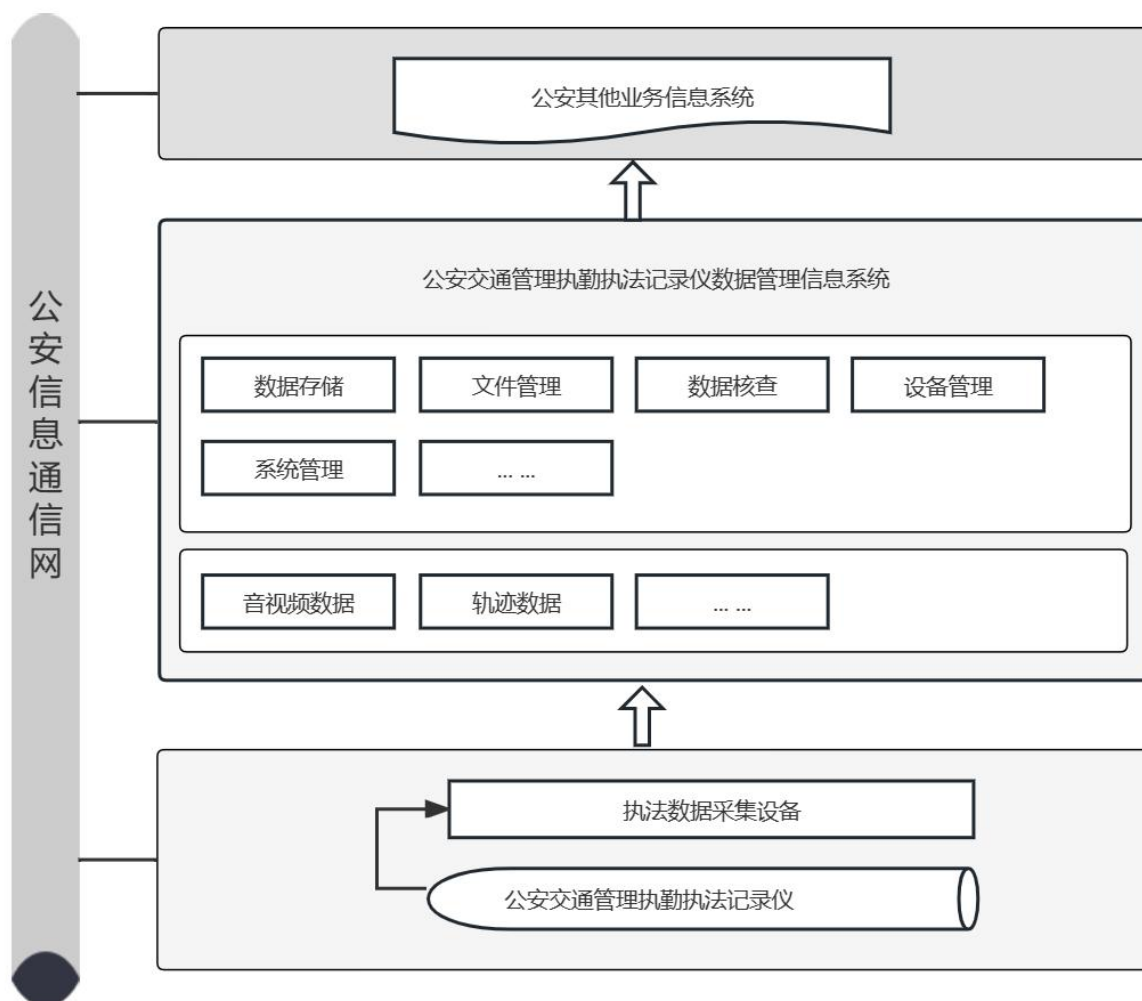 公安信息通信网
公安其他业务信息系统
公安交通管理执勤执法记录仪数据管理信息系统
数据存储
文件管理
数据核查
设备管理
系统管理
... ...
音视频数据
轨迹数据
... ...
执法数据采集设备
公安交通管理执勤执法记录仪